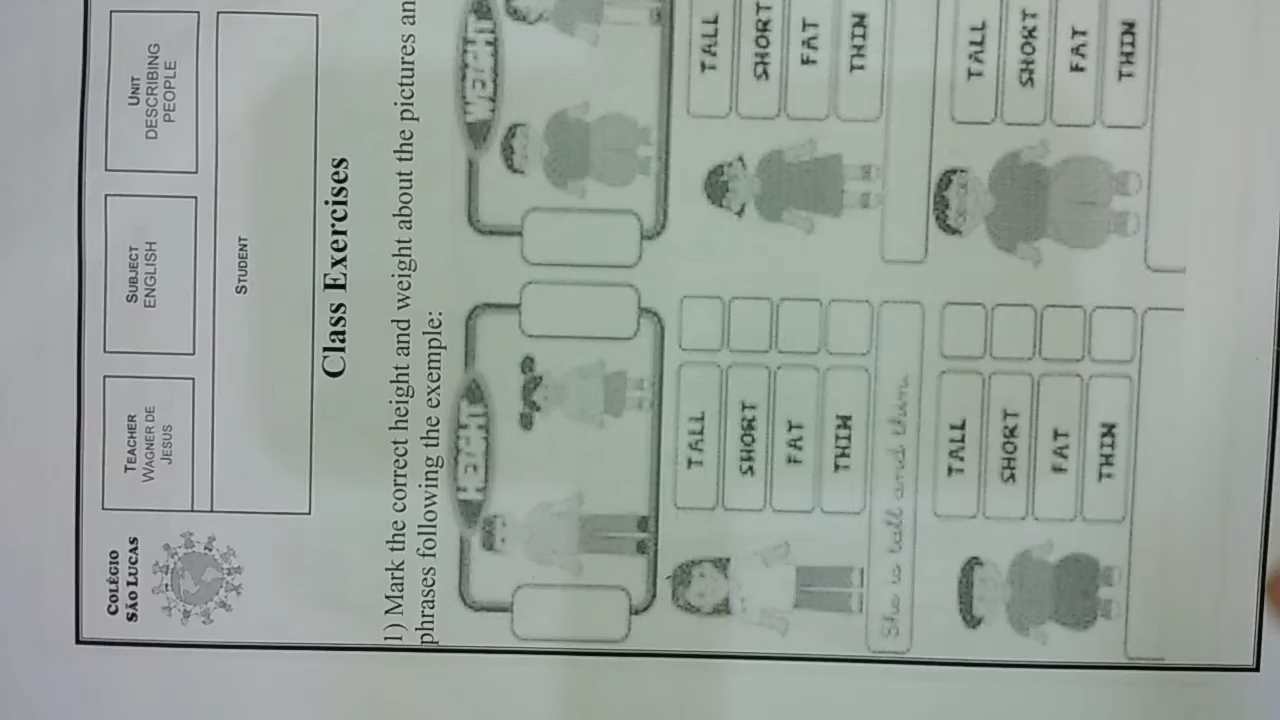 COLÉGIO
SÃO LUCAS
TEACHER
WAGNER DE
JESUS
SUBJECT
ENGLISH
UNIT
DESCRIBING
PEOPLE
STUDENT
Class Exercises
1) Mark the correct height and weight about the pictures an
phrases following the exemple:
HEIGHT
WEIGHT
TALL
SHORT
FAT
THIN
She is tall and thin.
TALL
SHORT
FAT
THIN
TALL
SHORT
FAT
THIN
TALL
SHORT
FAT
THIN